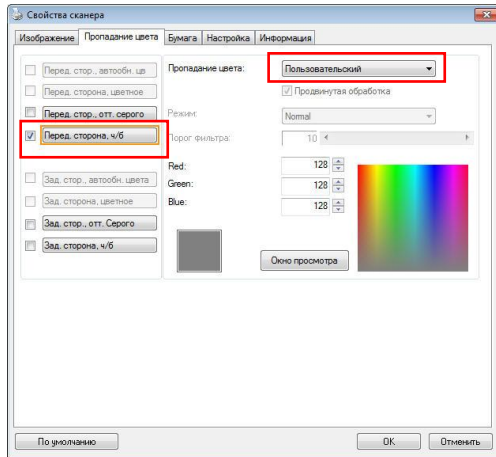 Свойства сканера
Изображение Пропадание цвета Бумага Настройка Информация
Перед. стор., автообн. цв
Перед. сторона, цветное
Перед. стор., отт. серого
Перед. сторона, ч/б
Зад. стор., автообн. цвета
Зад. сторона, цветное
Зад. стор., отт. Серого
Зад. сторона, ч/б
Пропадание цвета: Пользовательский
Продвинутая обработка
Режим: Normal
Порог фильтра: 10
Red: 128
Green: 128
Blue: 128
Окно просмотра
По умолчанию OK Отменить